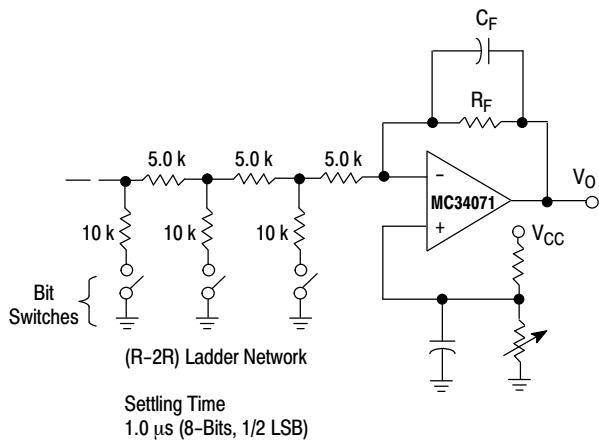 C_F
R_F
5.0 k
5.0 k
5.0 k
−
MC34071
+
V_O
V_CC
10 k
10 k
10 k
Bit
Switches
(R-2R) Ladder Network
Settling Time
1.0 μs (8-Bits, 1/2 LSB)